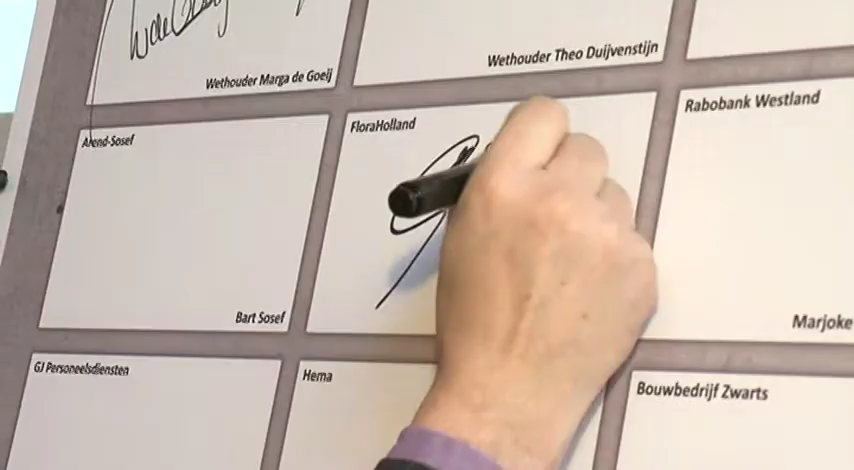 Wethouder Marga de Goeij
Wethouder Theo Duijvenstijn
Arend-Sosef
FloraHolland
Rabobank Westland
Bart Sosef
Marjoke
GJ Personeelsdiensten
Hema
Bouwbedrijf Zwarts